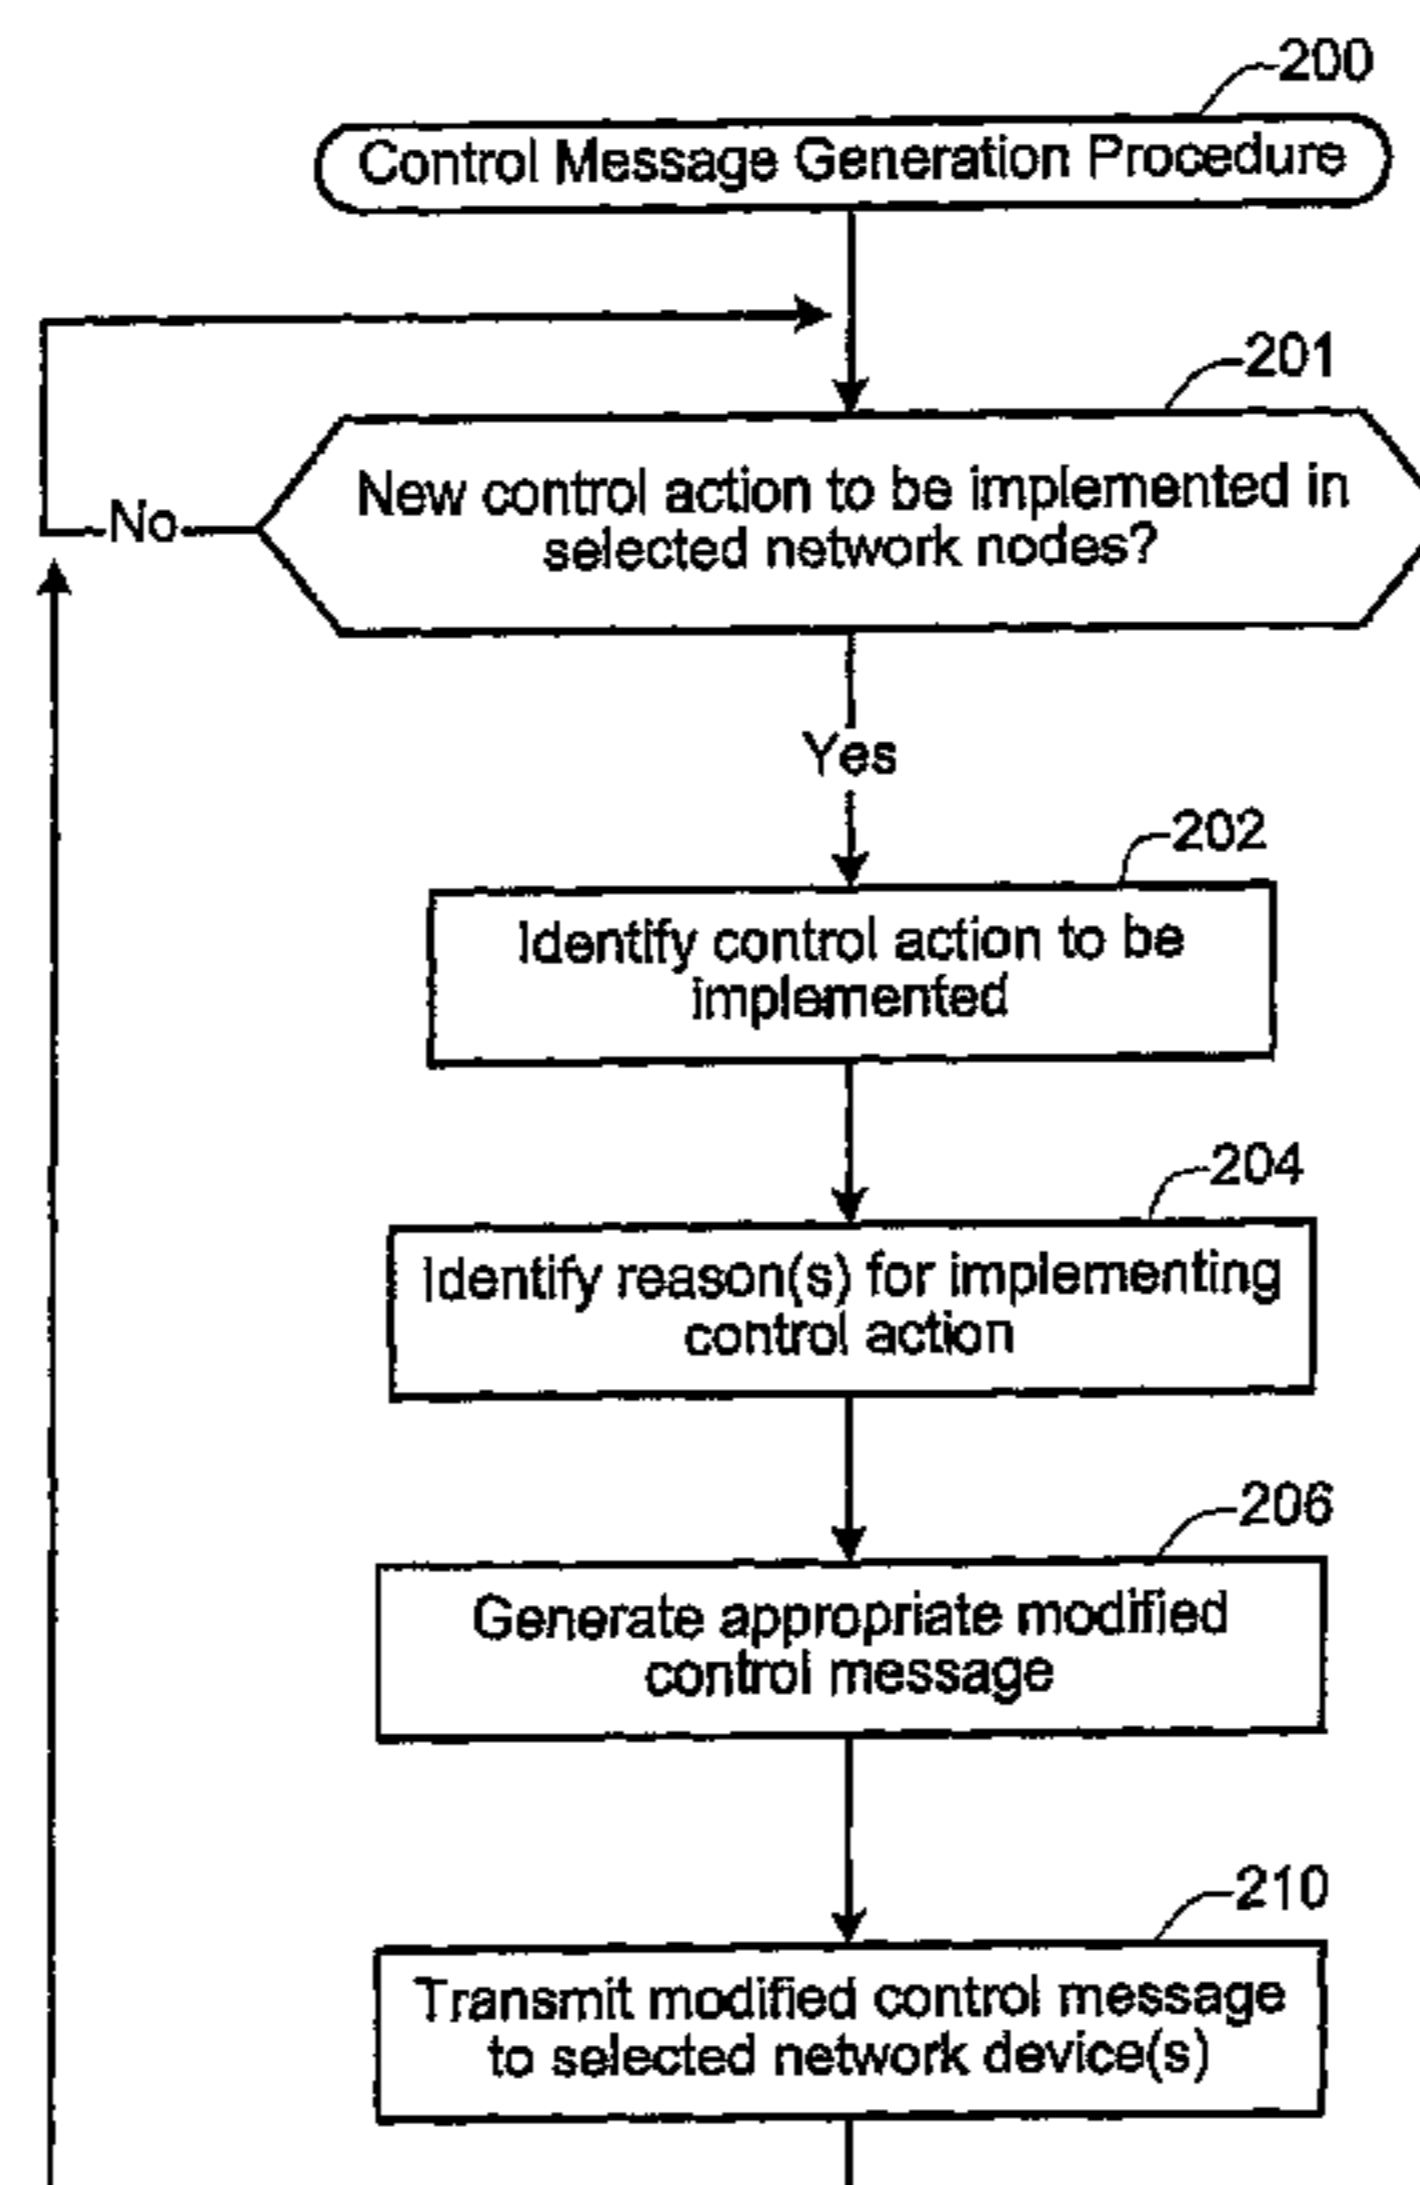 200
Control Message Generation Procedure
201
New control action to be implemented in
selected network nodes?
No
Yes
202
Identify control action to be
implemented
204
Identify reason(s) for implementing
control action
206
Generate appropriate modified
control message
210
Transmit modified control message
to selected network device(s)